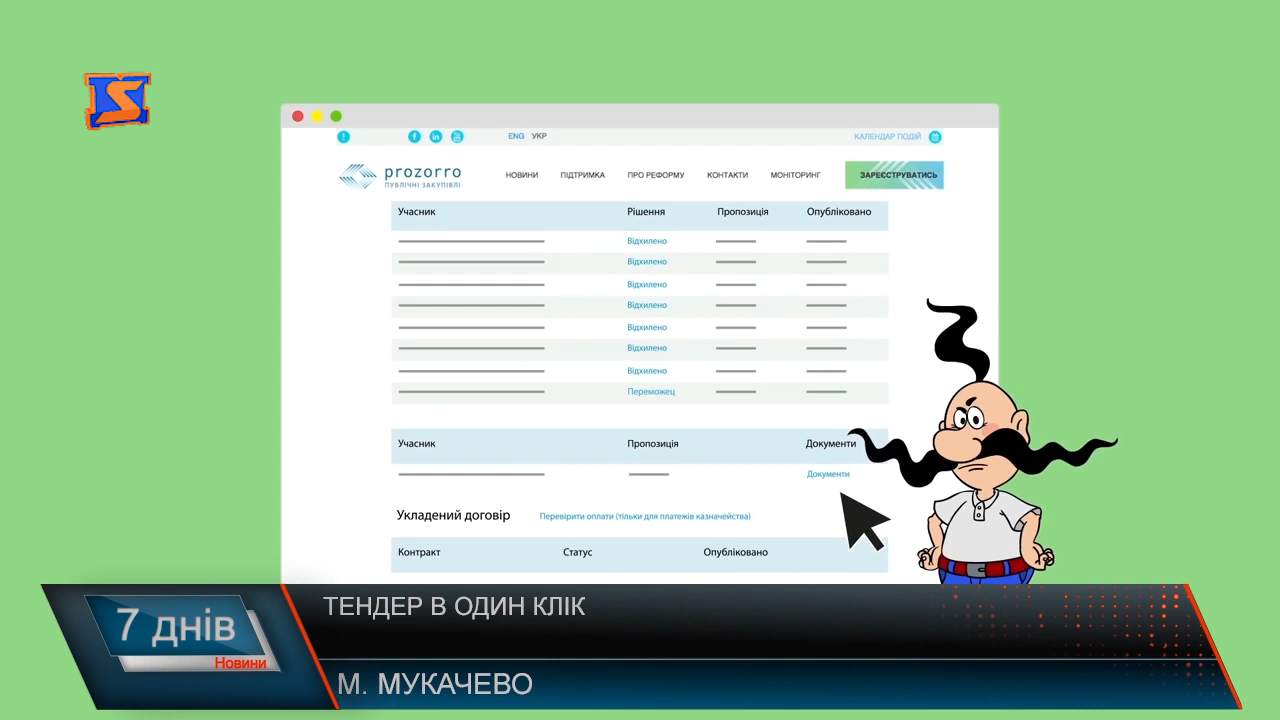 ENG УКР
КАЛЕНДАР ПОДІЙ
prozorro
ПУБЛІЧНІ ЗАКУПІВЛІ
НОВИНИ ПІДТРИМКА ПРО РЕФОРМУ КОНТАКТИ МОНІТОРИНГ
ЗАРЕЄСТРУВАТИСЬ
Учасник Рішення Пропозиція Опубліковано
Відхилено
Відхилено
Відхилено
Відхилено
Відхилено
Відхилено
Відхилено
Переможец
Учасник Пропозиція Документи
Документи
Укладений договір Перевірити оплати (тільки для платежів казначейства)
Контракт Статус Опубліковано
7 днів
Новини
ТЕНДЕР В ОДИН КЛІК
М. МУКАЧЕВО